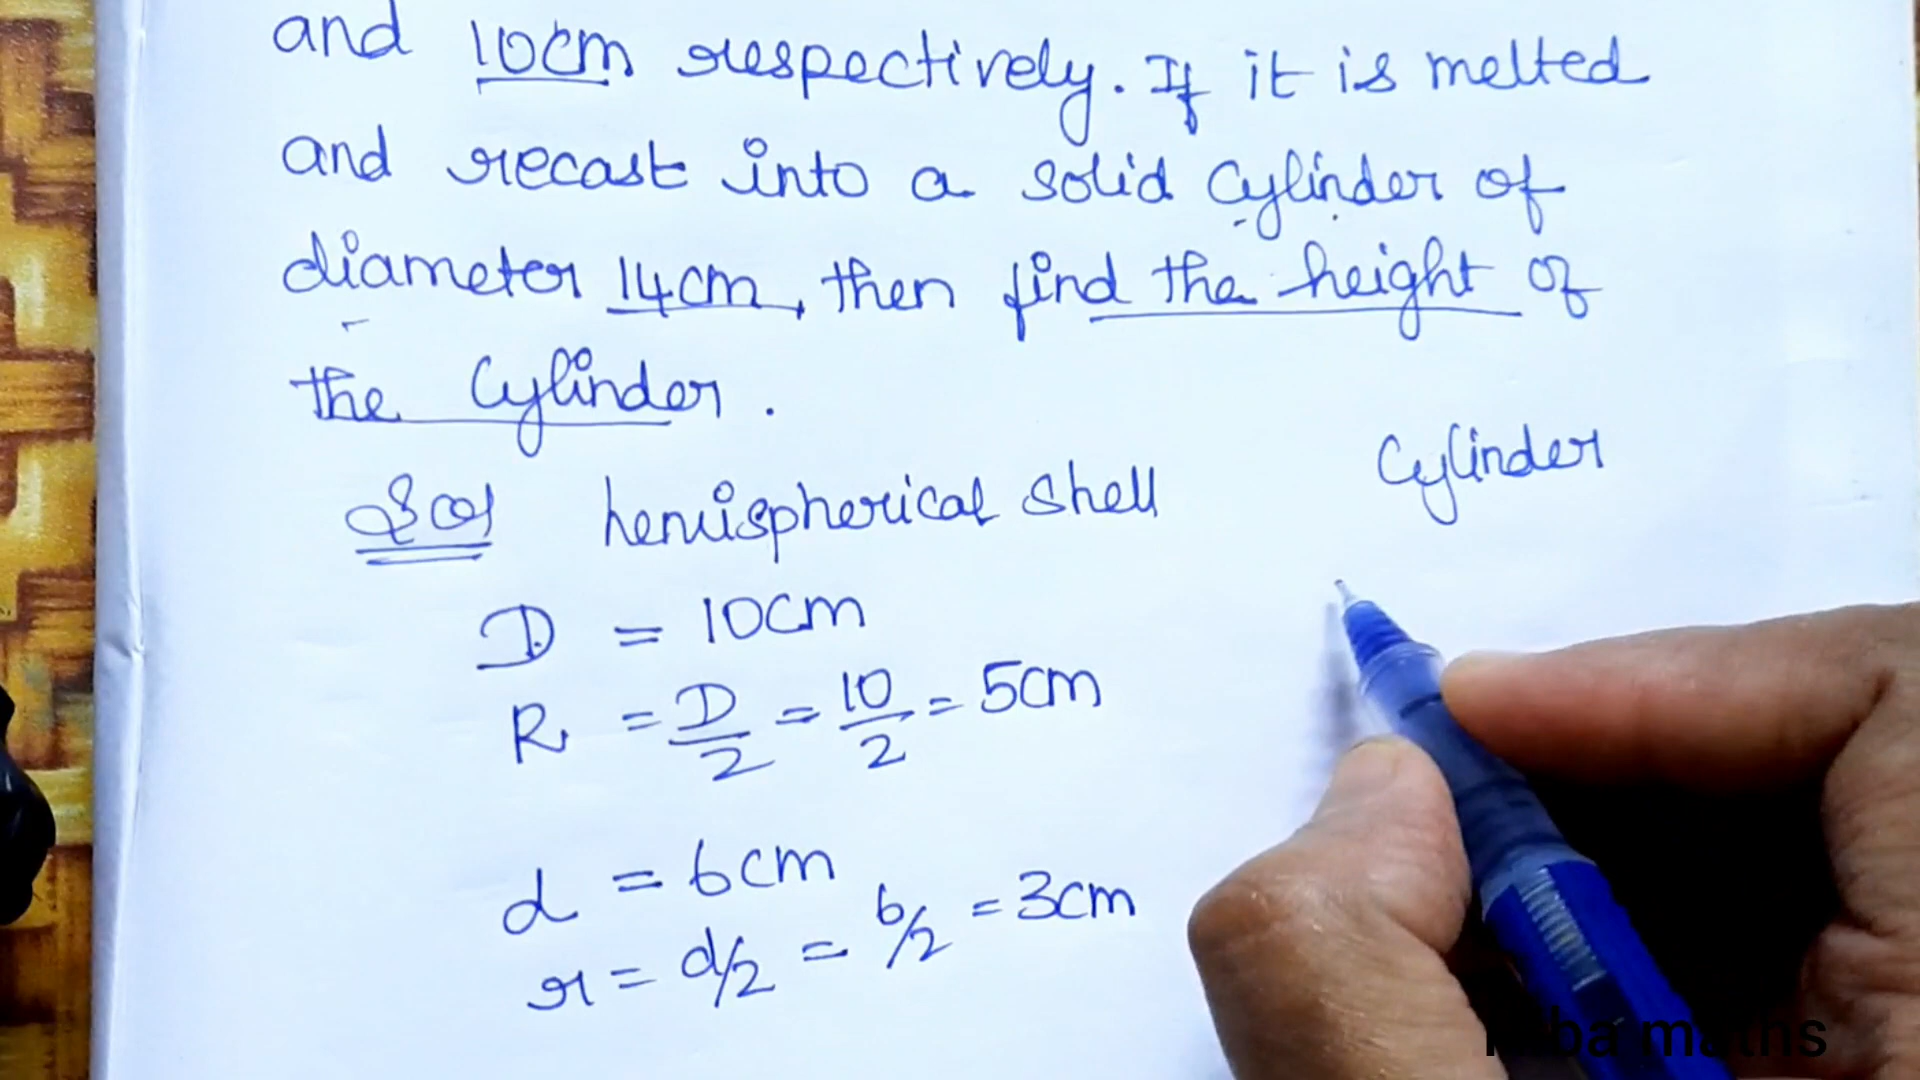 and 10cm respectively. If it is melted
and recast into a solid cylinder of
diameter 14cm, then find the height of
the Cylinder.
Sol hemispherical shell Cylinder
D = 10cm
R = D/2 = 10/2 = 5cm
d = 6cm
r = d/2 = 6/2 = 3cm
maths